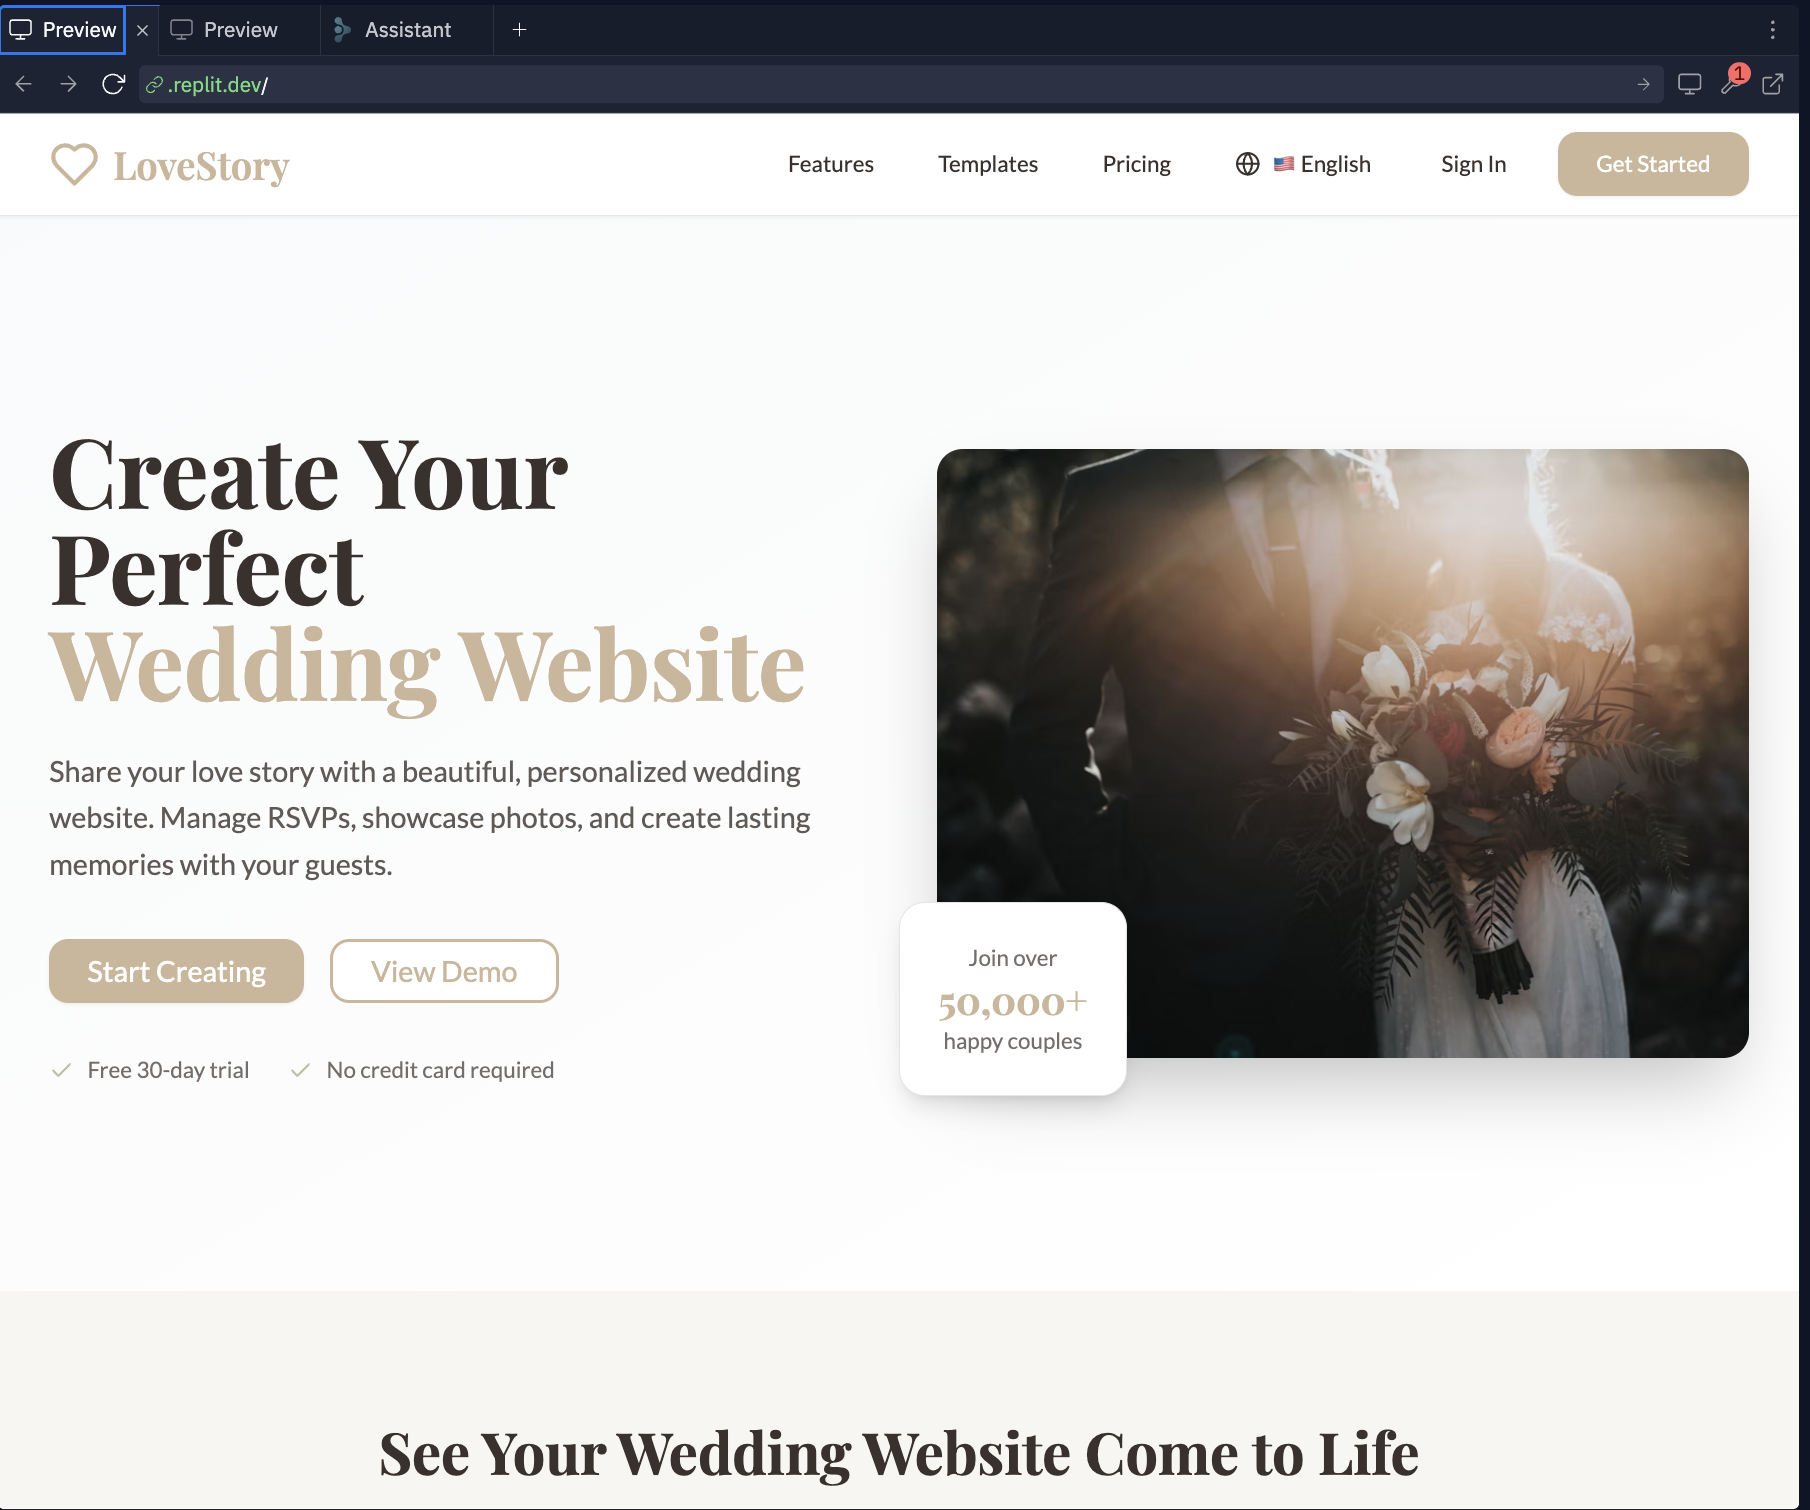 Preview
Preview
Assistant
.replit.dev/
1
LoveStory
Features
Templates
Pricing
🇺🇸 English
Sign In
Get Started
Create Your
Perfect
Wedding Website
Share your love story with a beautiful, personalized wedding
website. Manage RSVPs, showcase photos, and create lasting
memories with your guests.
Start Creating
View Demo
Free 30-day trial
No credit card required
Join over
50,000+
happy couples
See Your Wedding Website Come to Life